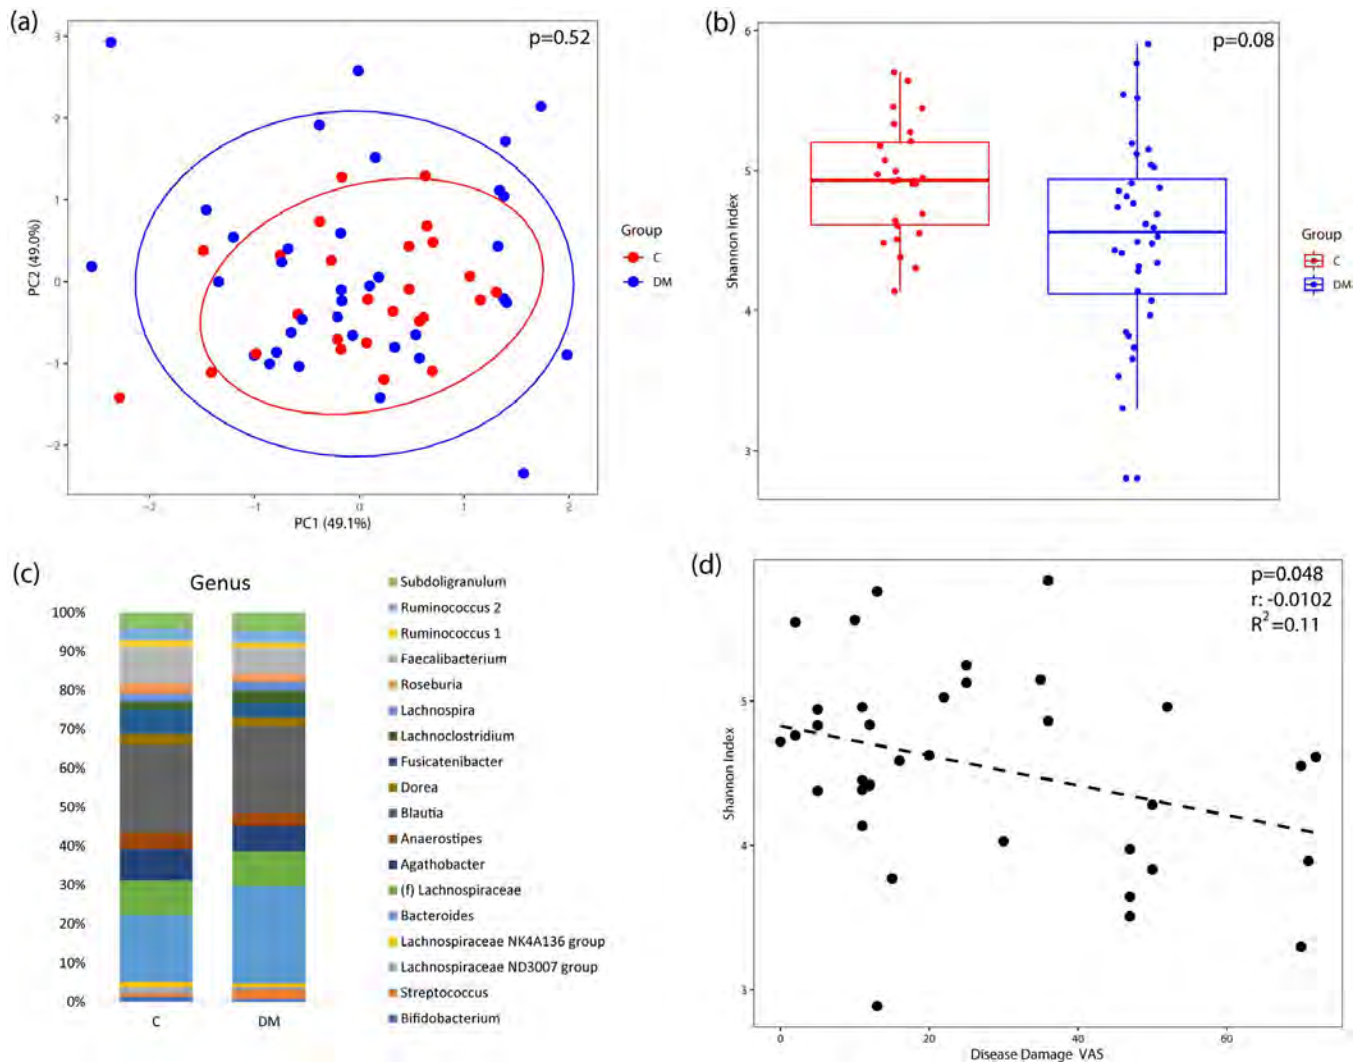 (a)
p=0.52
3
2
1
0
−1
−2
PC2 (49.0%)
−2
−1
0
1
2
PC1 (49.1%)
Group
C
DM
(b)
p=0.08
6
5
4
3
Shannon Index
Group
C
DM
(c)
Genus
100%
90%
80%
70%
60%
50%
40%
30%
20%
10%
0%
C
DM
Subdoligranulum
Ruminococcus 2
Ruminococcus 1
Faecalibacterium
Roseburia
Lachnospira
Lachnoclostridium
Fusicatenibacter
Dorea
Blautia
Anaerostipes
Agathobacter
(f) Lachnospiraceae
Bacteroides
Lachnospiraceae NK4A136 group
Lachnospiraceae ND3007 group
Streptococcus
Bifidobacterium
(d)
p=0.048
r: -0.0102
R²=0.11
5
4
3
Shannon Index
0
20
40
60
Disease Damage VAS